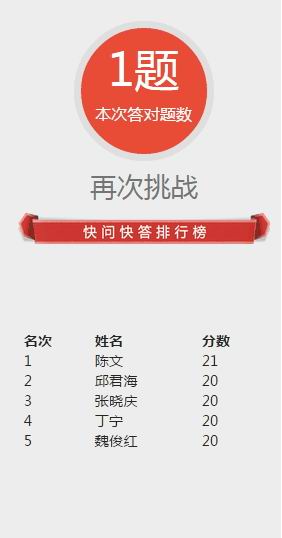 1题
本次答对题数
再次挑战
快问快答排行榜
名次 姓名 分数
1 陈文 21
2 邱君海 20
3 张晓庆 20
4 丁宁 20
5 魏俊红 20